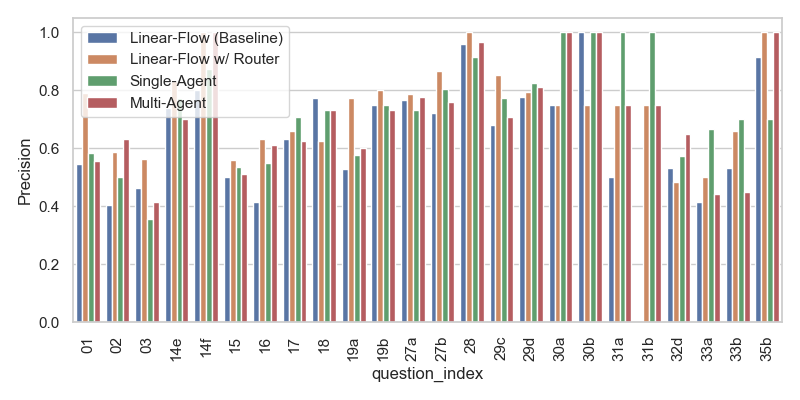 Linear-Flow (Baseline)
Linear-Flow w/ Router
Single-Agent
Multi-Agent
Precision
1.0
0.8
0.6
0.4
0.2
0.0
01
02
03
14e
14f
15
16
17
18
19a
19b
27a
27b
28
29c
29d
30a
30b
31a
31b
32d
33a
33b
35b
question_index